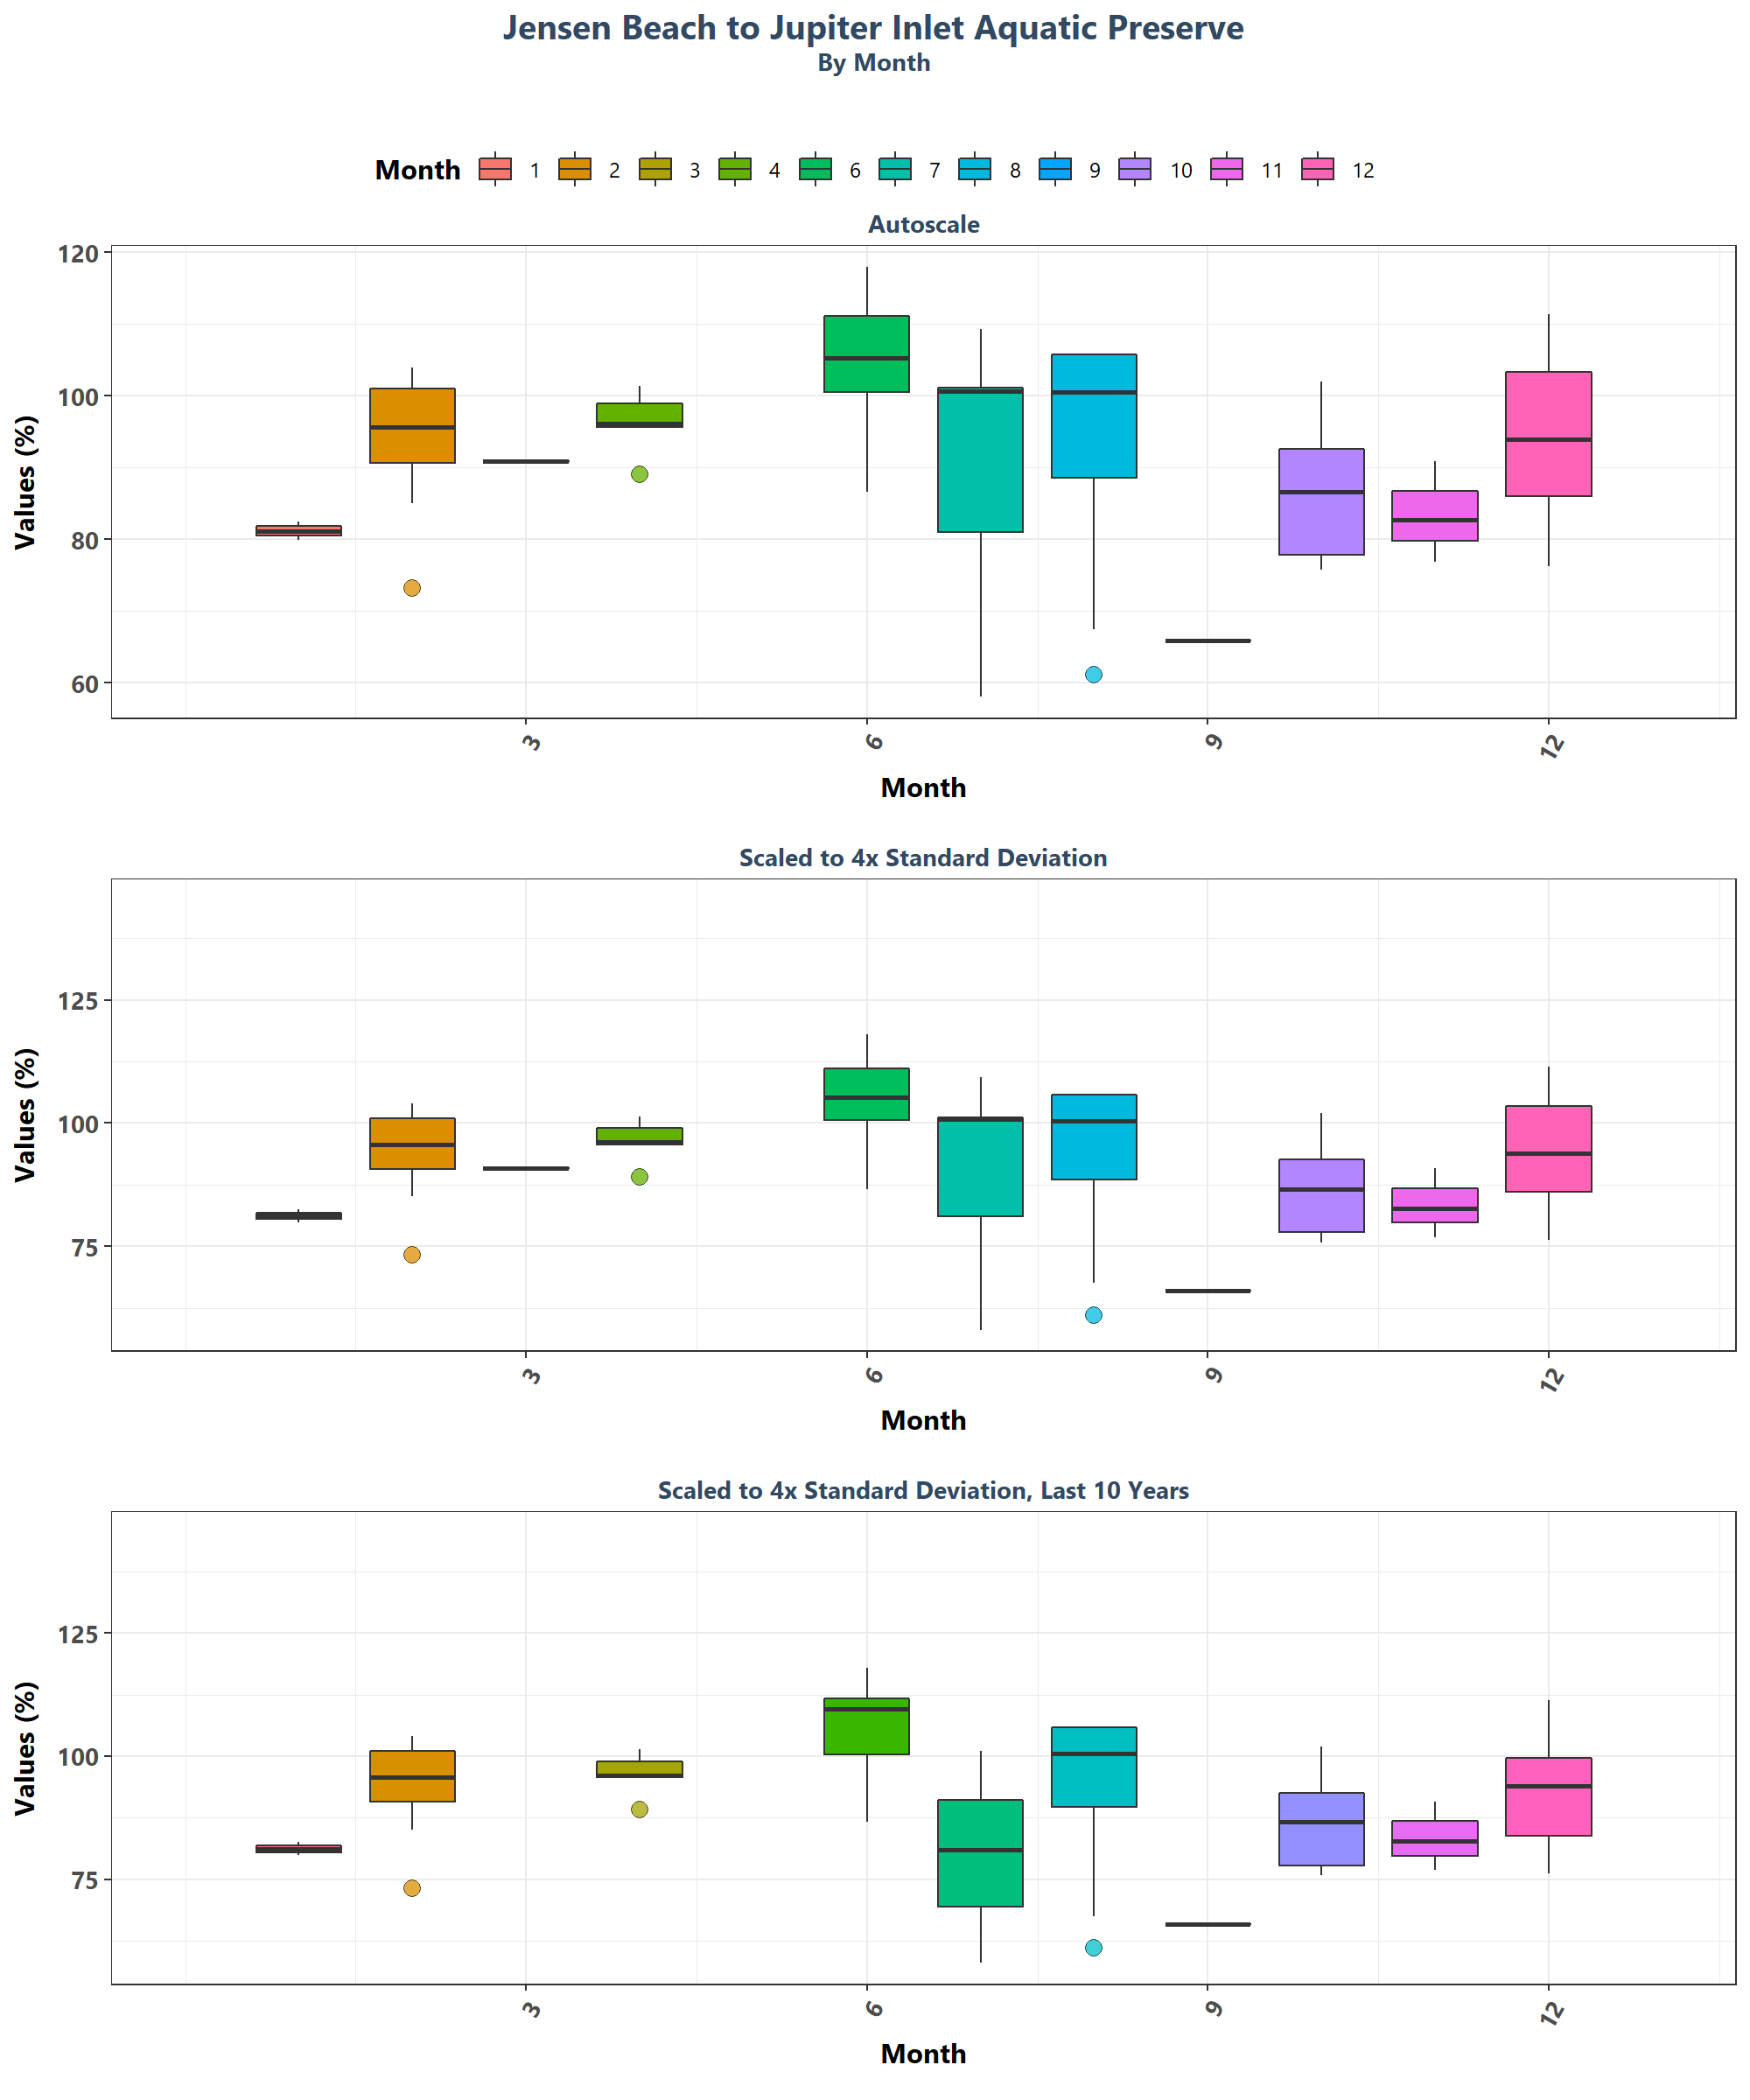 Jensen Beach to Jupiter Inlet Aquatic Preserve
By Month
Month 1 2 3 4 6 7 8 9 10 11 12
Autoscale
Values (%)
120
100
80
60
3 6 9 12
Month
Scaled to 4x Standard Deviation
Values (%)
125
100
75
3 6 9 12
Month
Scaled to 4x Standard Deviation, Last 10 Years
Values (%)
125
100
75
3 6 9 12
Month